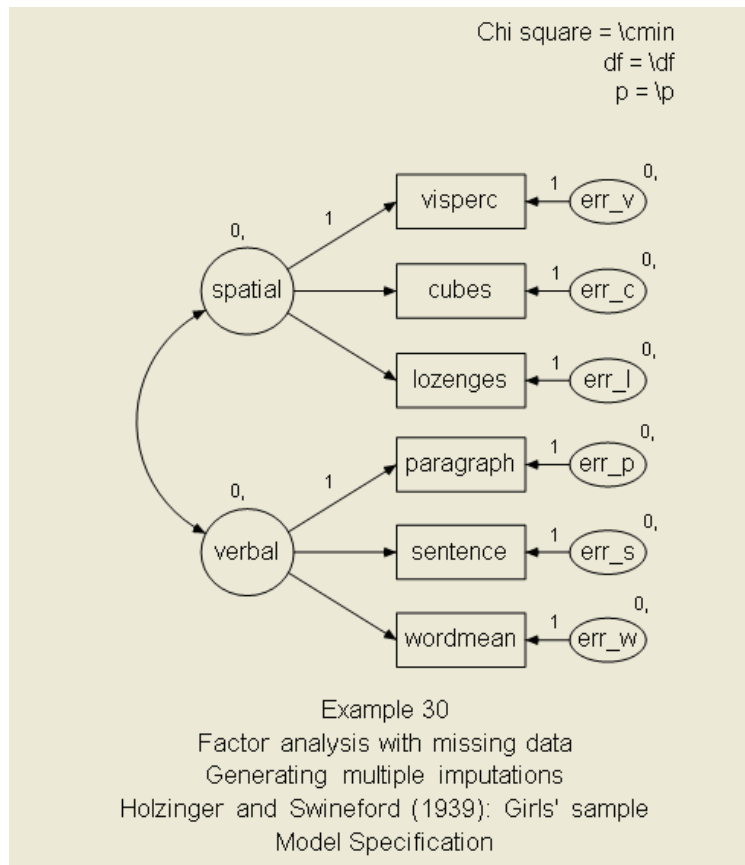 Chi square = \cmin
df = \df
p = \p
0,
1
visperc
1
err_v
0,
spatial
cubes
1
err_c
0,
lozenges
1
err_l
0,
0,
1
paragraph
1
err_p
0,
verbal
sentence
1
err_s
0,
wordmean
1
err_w
0,
Example 30
Factor analysis with missing data
Generating multiple imputations
Holzinger and Swineford (1939): Girls' sample
Model Specification